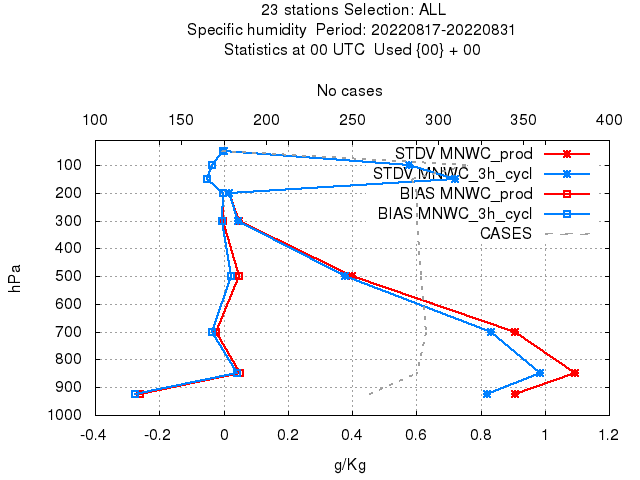 23 stations Selection: ALL
Specific humidity  Period: 20220817-20220831
Statistics at 00 UTC  Used {00} + 00
No cases
100 150 200 250 300 350 400
STDV MNWC_prod
STDV MNWC_3h_cycl
BIAS MNWC_prod
BIAS MNWC_3h_cycl
CASES
hPa
100
200
300
400
500
600
700
800
900
1000
-0.4 -0.2 0 0.2 0.4 0.6 0.8 1 1.2
g/Kg